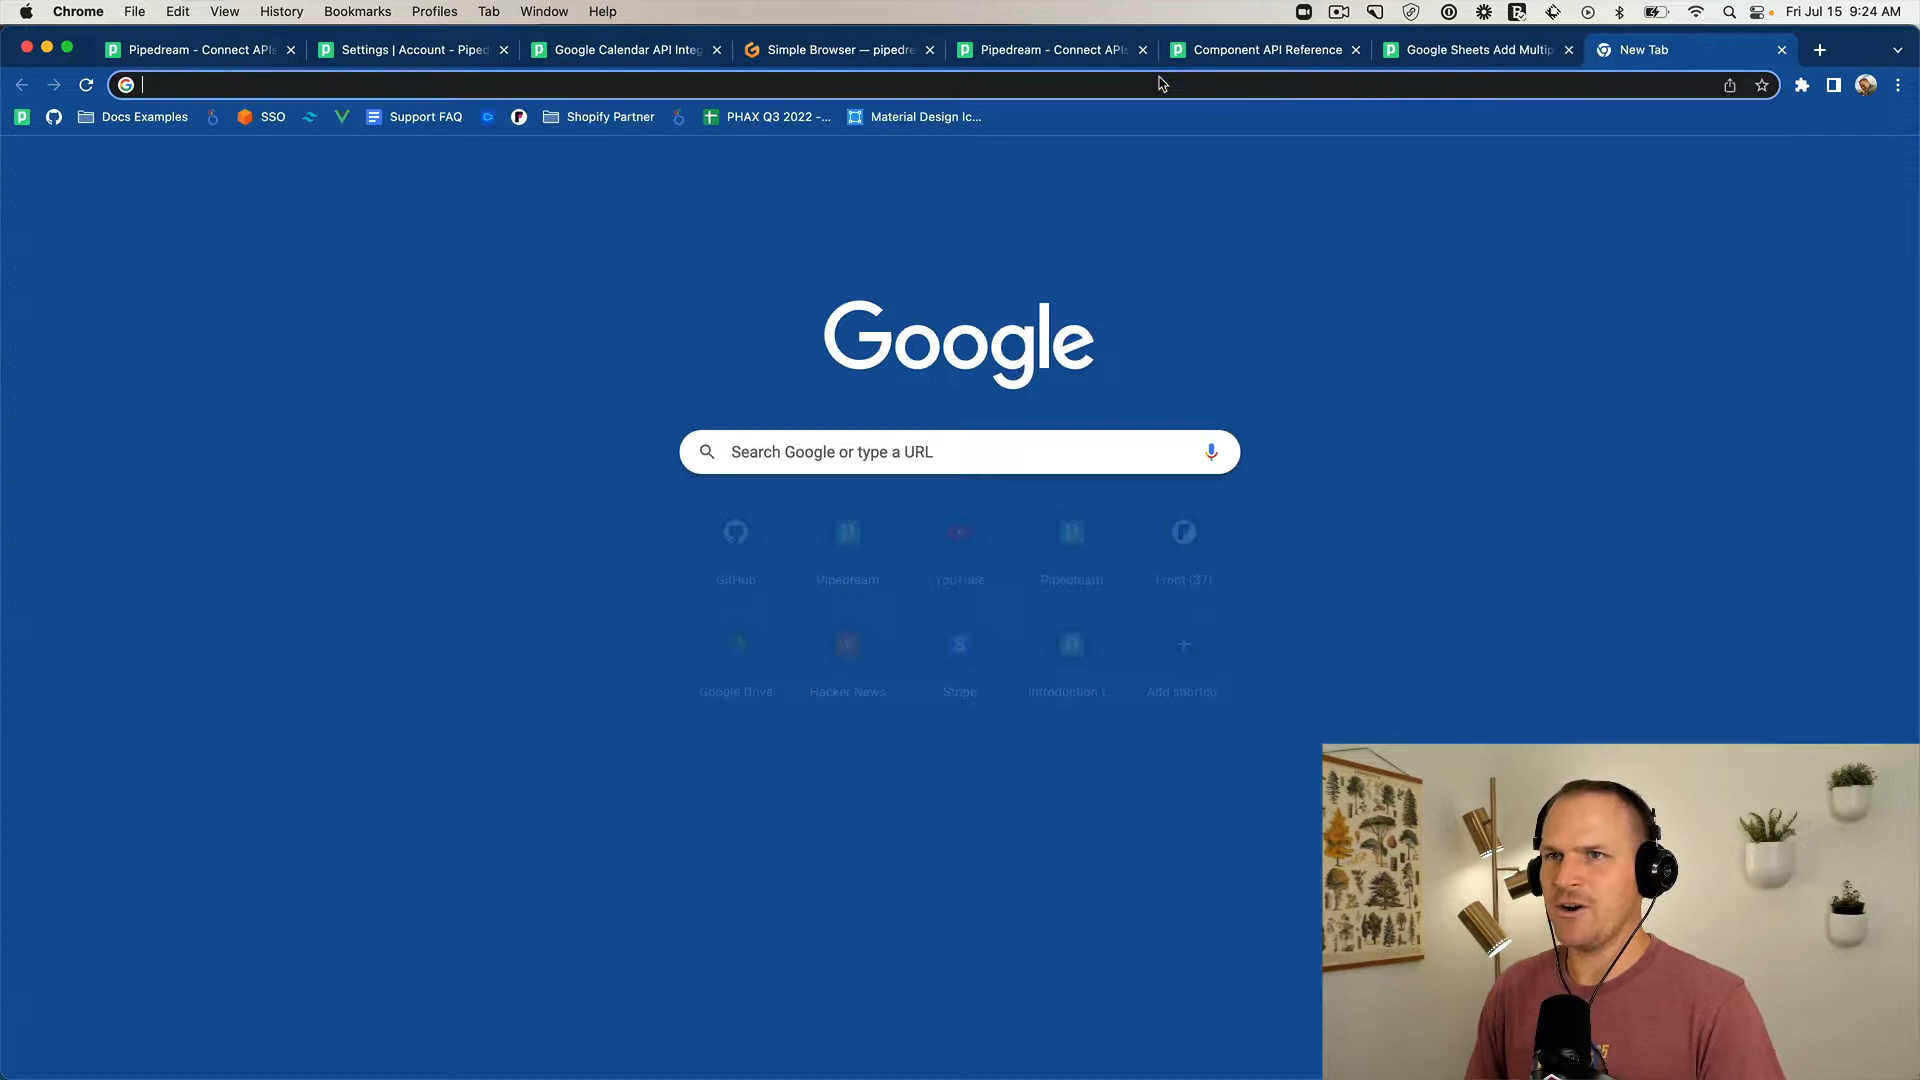 Chrome File Edit View History Bookmarks Profiles Tab Window Help Fri Jul 15 9:24 AM
Pipedream - Connect APIs Settings | Account - Piped Google Calendar API Integ Simple Browser — pipedre Pipedream - Connect APIs Component API Reference Google Sheets Add Multip New Tab
Docs Examples SSO Support FAQ Shopify Partner PHAX Q3 2022 -... Material Design Ic...
Google
Search Google or type a URL
GitHub Pipedream YouTube Pipedream Front (37)
Google Drive Hacker News Stripe Introduction t... Add shortcu